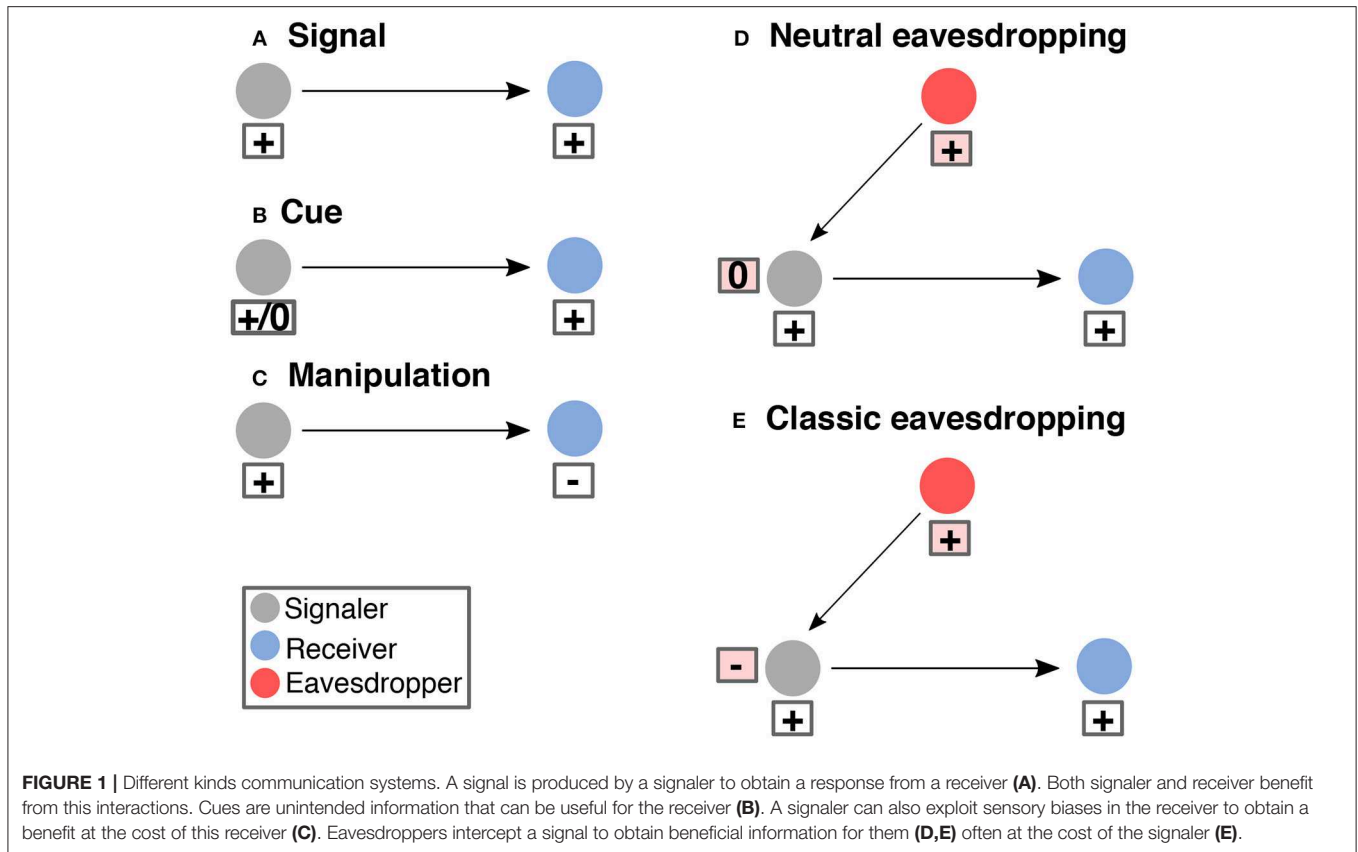 A Signal
+ +
B Cue
+/0 +
C Manipulation
+ -
Signaler
Receiver
Eavesdropper
D Neutral eavesdropping
+
0
+ +
E Classic eavesdropping
+
-
+ +
FIGURE 1 | Different kinds communication systems. A signal is produced by a signaler to obtain a response from a receiver (A). Both signaler and receiver benefit
from this interactions. Cues are unintended information that can be useful for the receiver (B). A signaler can also exploit sensory biases in the receiver to obtain a
benefit at the cost of this receiver (C). Eavesdroppers intercept a signal to obtain beneficial information for them (D,E) often at the cost of the signaler (E).